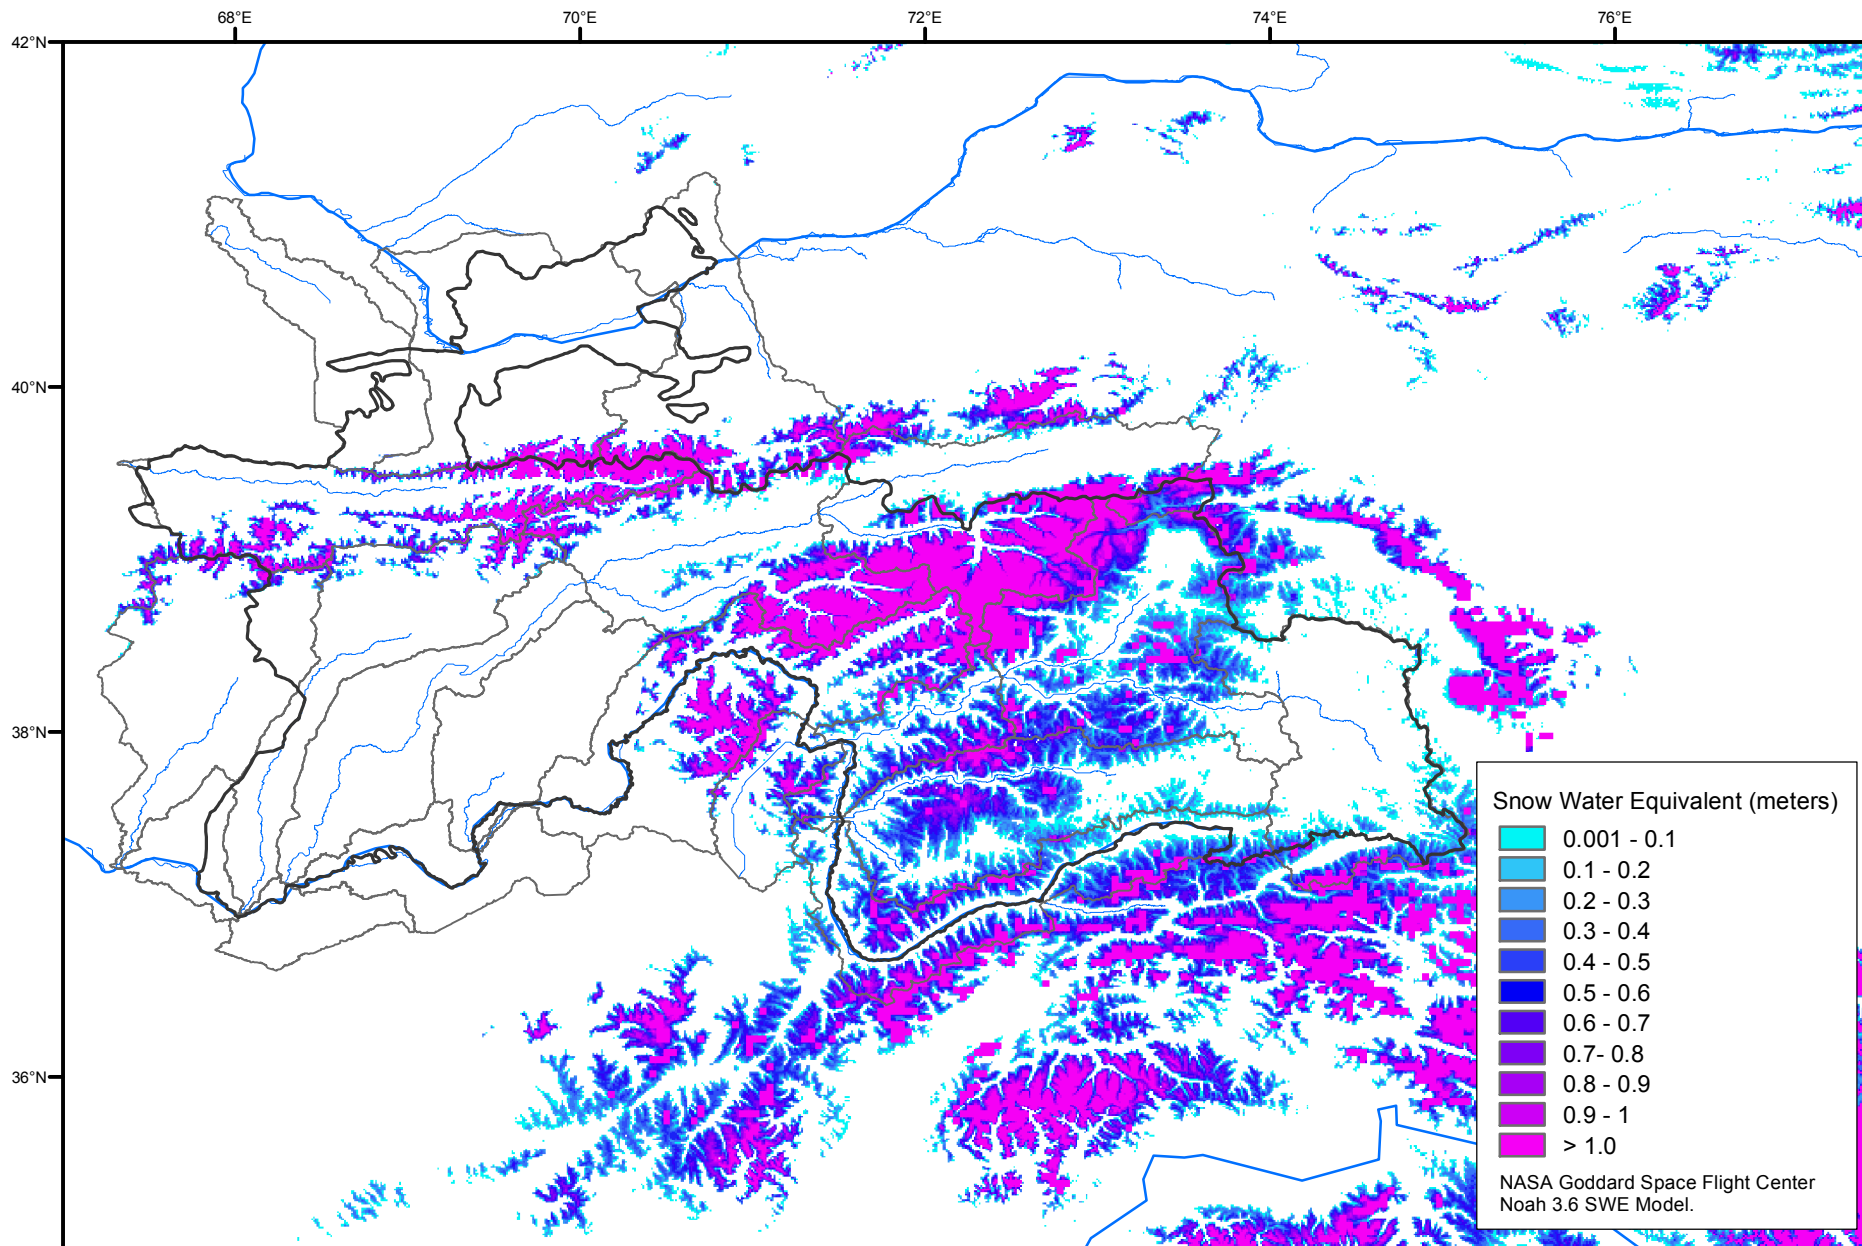 68°E 70°E 72°E 74°E 76°E
42°N
40°N
38°N
36°N
Snow Water Equivalent (meters)
0.001 - 0.1
0.1 - 0.2
0.2 - 0.3
0.3 - 0.4
0.4 - 0.5
0.5 - 0.6
0.6 - 0.7
0.7- 0.8
0.8 - 0.9
0.9 - 1
> 1.0
NASA Goddard Space Flight Center
Noah 3.6 SWE Model.